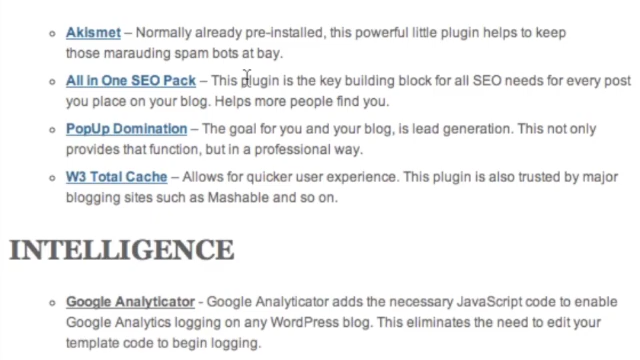 Akismet – Normally already pre-installed, this powerful little plugin helps to keep
those marauding spam bots at bay.
All in One SEO Pack – This plugin is the key building block for all SEO needs for every post
you place on your blog. Helps more people find you.
PopUp Domination – The goal for you and your blog, is lead generation. This not only
provides that function, but in a professional way.
W3 Total Cache – Allows for quicker user experience. This plugin is also trusted by major
blogging sites such as Mashable and so on.
INTELLIGENCE
Google Analyticator - Google Analyticator adds the necessary JavaScript code to enable
Google Analytics logging on any WordPress blog. This eliminates the need to edit your
template code to begin logging.